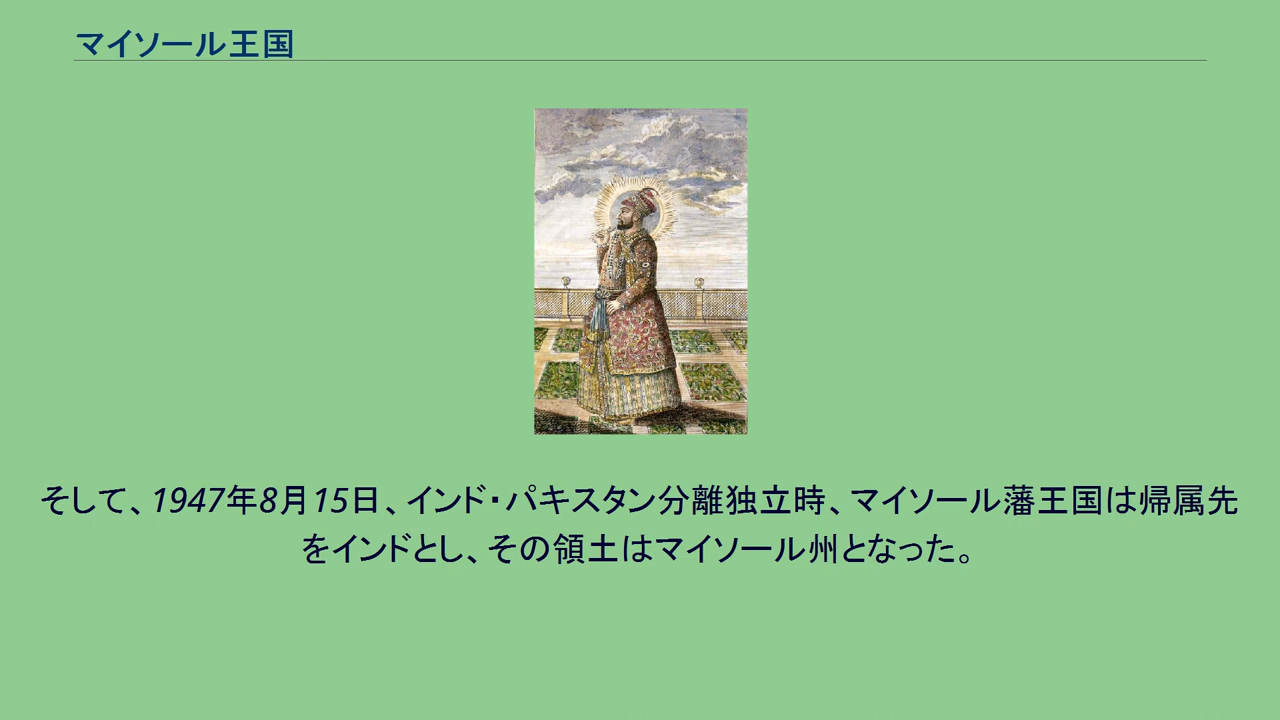 マイソール王国
そして、1947年8月15日、インド・パキスタン分離独立時、マイソール藩王国は帰属先
をインドとし、その領土はマイソール州となった。